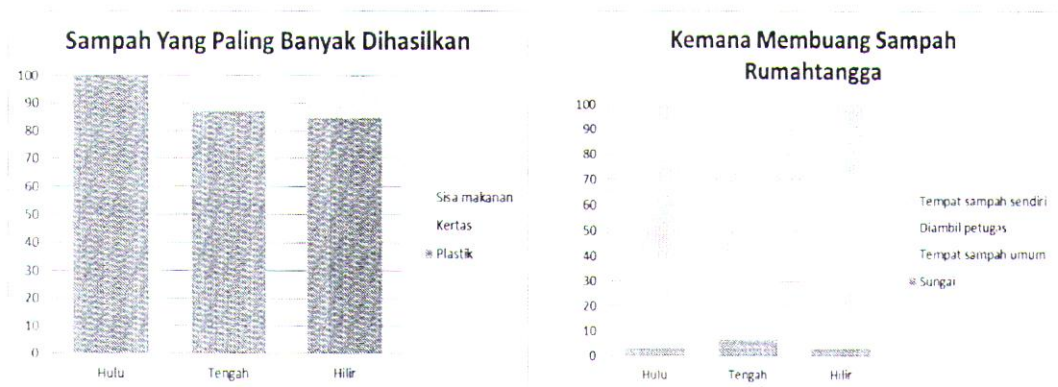 Sampah Yang Paling Banyak Dihasilkan
100
90
80
70
60
50
40
30
20
10
0
Hulu Tengah Hilir
Sisa makanan
Kertas
Plastik
Kemana Membuang Sampah
Rumahtangga
100
90
80
70
60
50
40
30
20
10
0
Hulu Tengah Hilir
Tempat sampah sendiri
Diambil petugas
Tempat sampah umum
Sungai